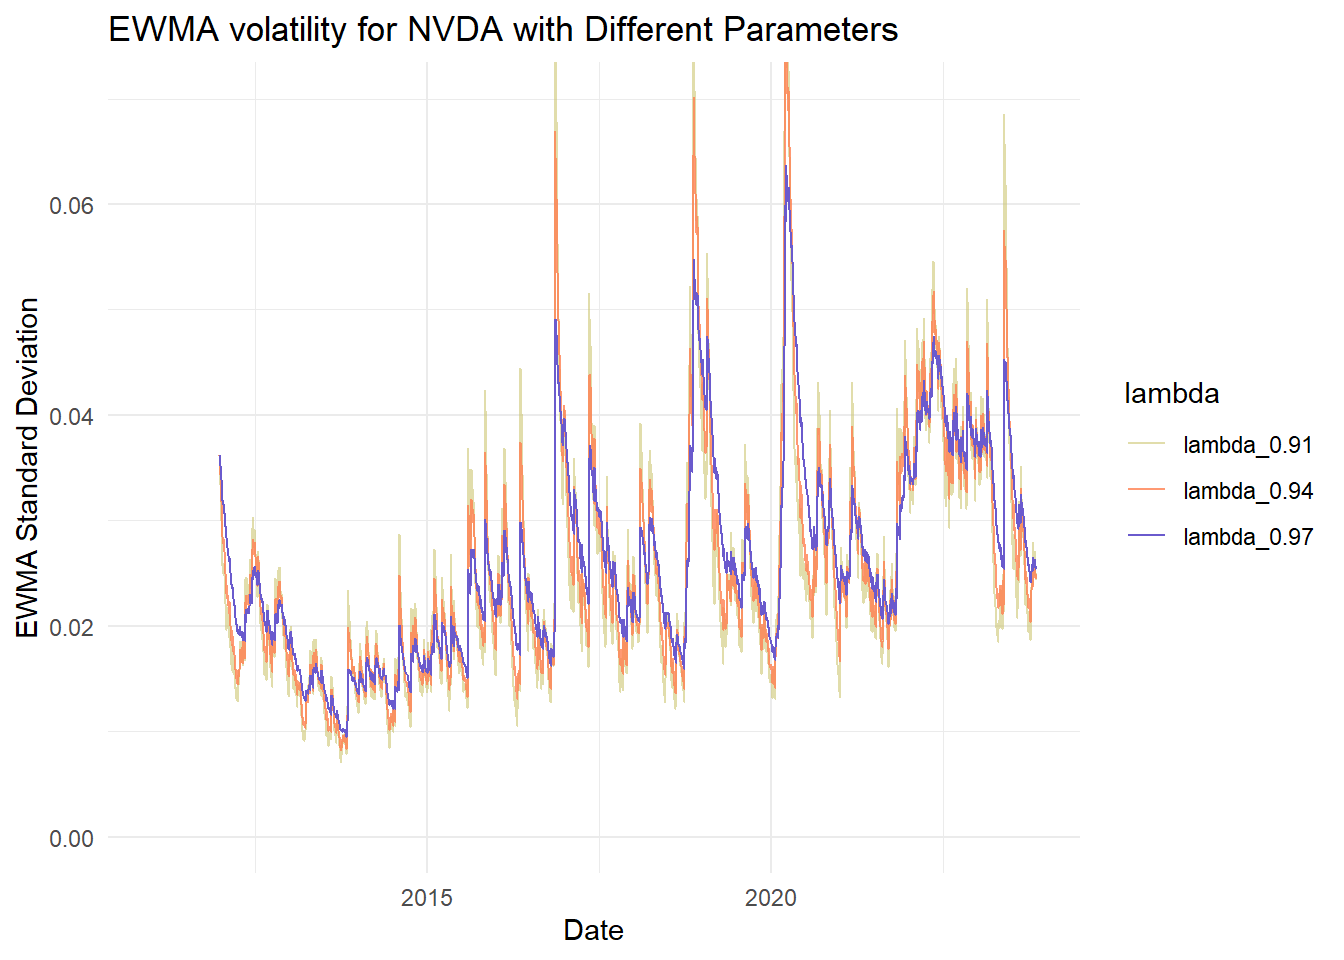 EWMA volatility for NVDA with Different Parameters
EWMA Standard Deviation
0.06
0.04
0.02
0.00
2015
2020
Date
lambda
lambda_0.91
lambda_0.94
lambda_0.97